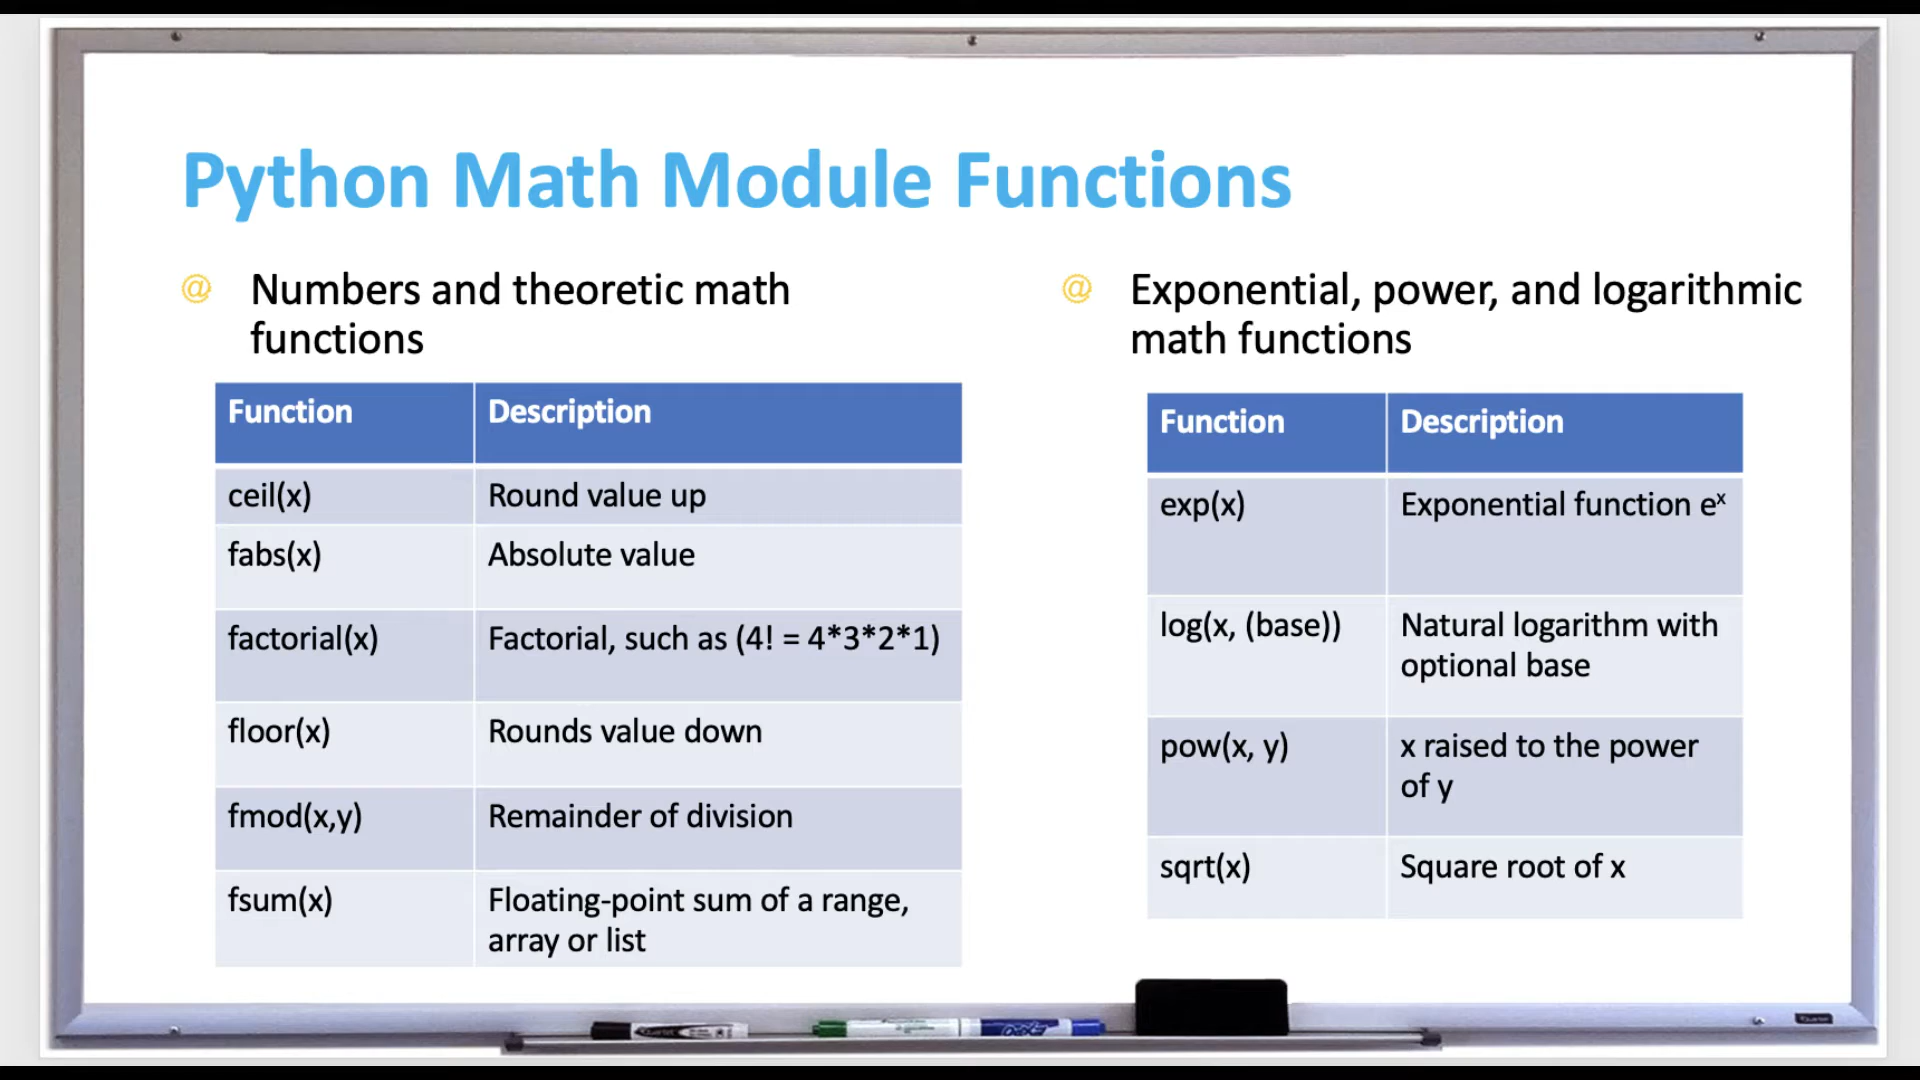 Python Math Module Functions
@ Numbers and theoretic math
functions
Function Description
ceil(x) Round value up
fabs(x) Absolute value
factorial(x) Factorial, such as (4! = 4*3*2*1)
floor(x) Rounds value down
fmod(x,y) Remainder of division
fsum(x) Floating-point sum of a range,
array or list
@ Exponential, power, and logarithmic
math functions
Function Description
exp(x) Exponential function eˣ
log(x, (base)) Natural logarithm with
optional base
pow(x, y) x raised to the power
of y
sqrt(x) Square root of x